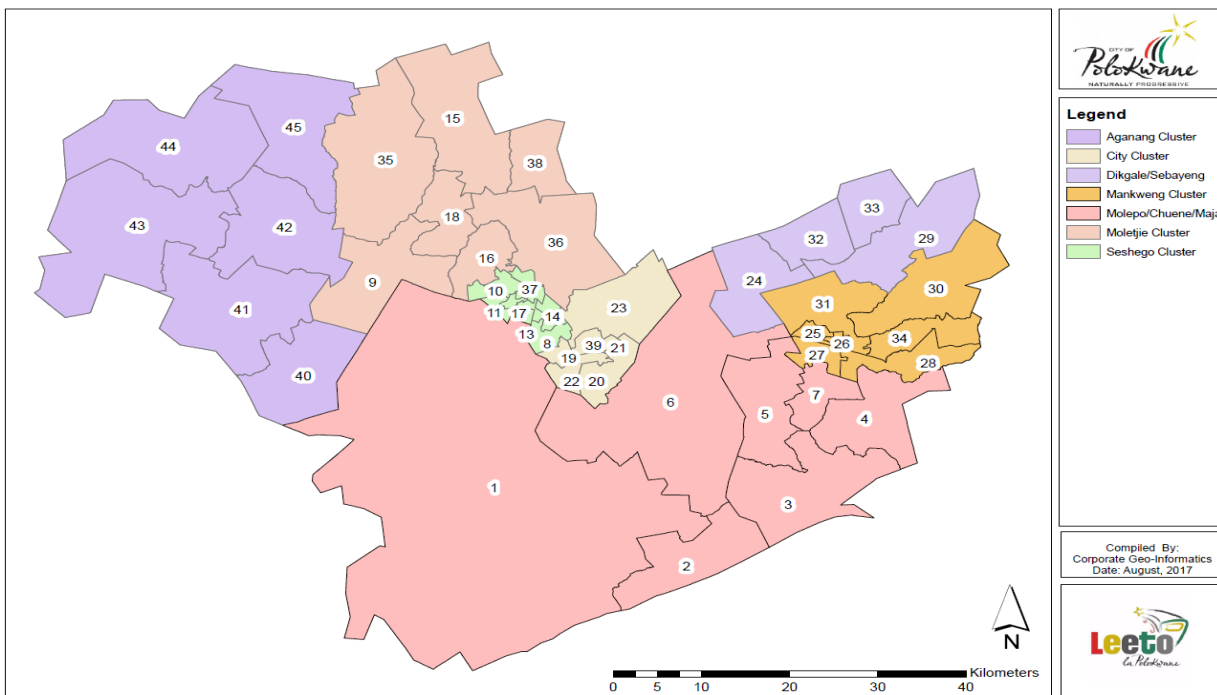 44
45
43
42
41
40
35
15
38
18
36
16
9
10
37
11
17
14
13
8
23
39
21
19
22
20
1
6
2
3
5
7
4
24
32
33
29
31
30
25
26
34
27
28
N
Kilometers
0 5 10 20 30 40
CITY OF
POLOKWANE
NATURALLY PROGRESSIVE
Legend
Aganang Cluster
City Cluster
Dikgale/Sebayeng
Mankweng Cluster
Molepo/Chuene/Maja
Moletjie Cluster
Seshego Cluster
Compiled By:
Corporate Geo-Informatics
Date: August, 2017
Leeto
la Polokwane